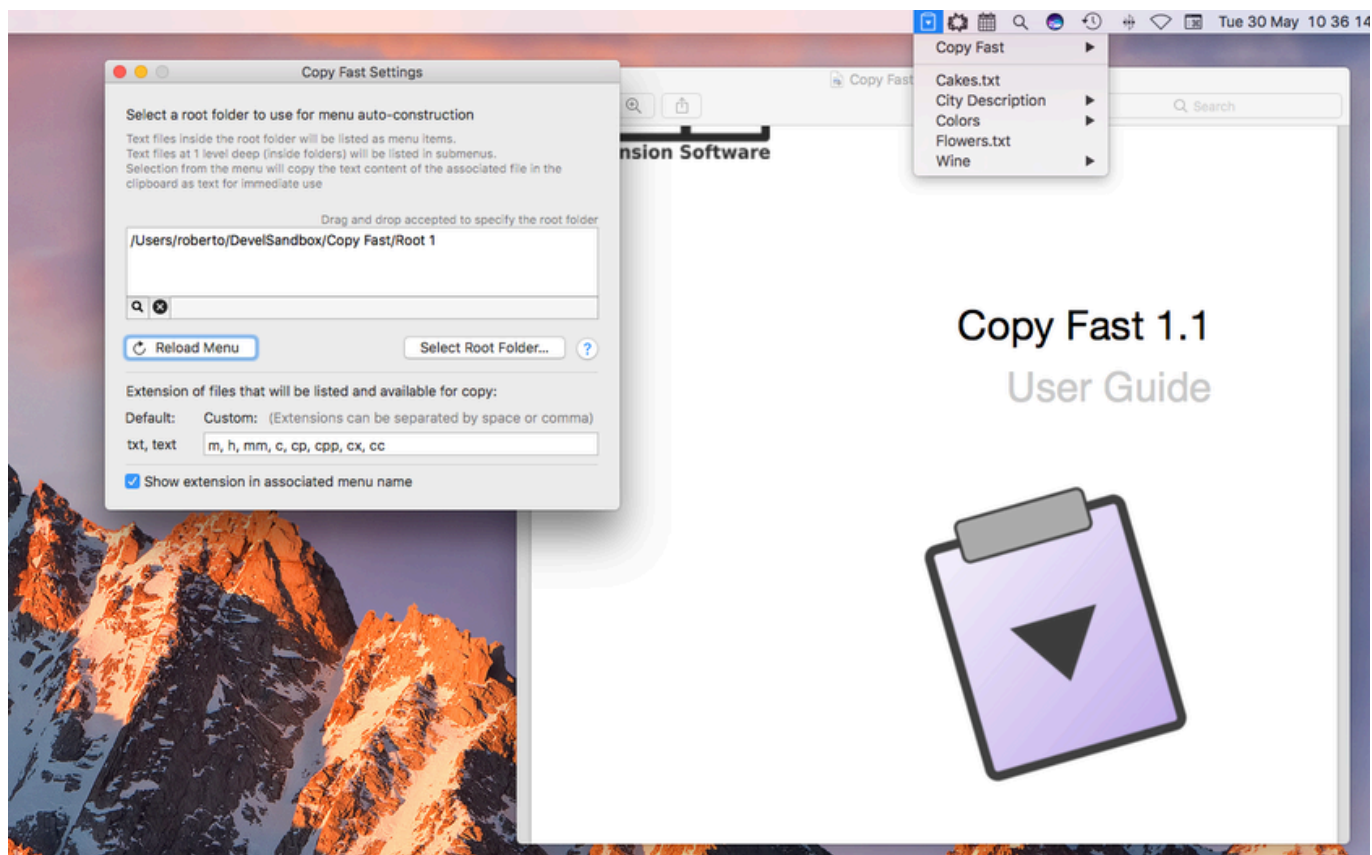 Tue 30 May 10 36 14
Copy Fast
Cakes.txt
City Description
Colors
Flowers.txt
Wine
Copy Fast Settings
Select a root folder to use for menu auto-construction
Text files inside the root folder will be listed as menu items.
Text files at 1 level deep (inside folders) will be listed in submenus.
Selection from the menu will copy the text content of the associated file in the
clipboard as text for immediate use
Drag and drop accepted to specify the root folder
/Users/roberto/DevelSandbox/Copy Fast/Root 1
Reload Menu
Select Root Folder...
?
Extension of files that will be listed and available for copy:
Default: Custom: (Extensions can be separated by space or comma)
txt, text m, h, mm, c, cp, cpp, cx, cc
Show extension in associated menu name
Copy Fast
Search
nsion Software
Copy Fast 1.1
User Guide